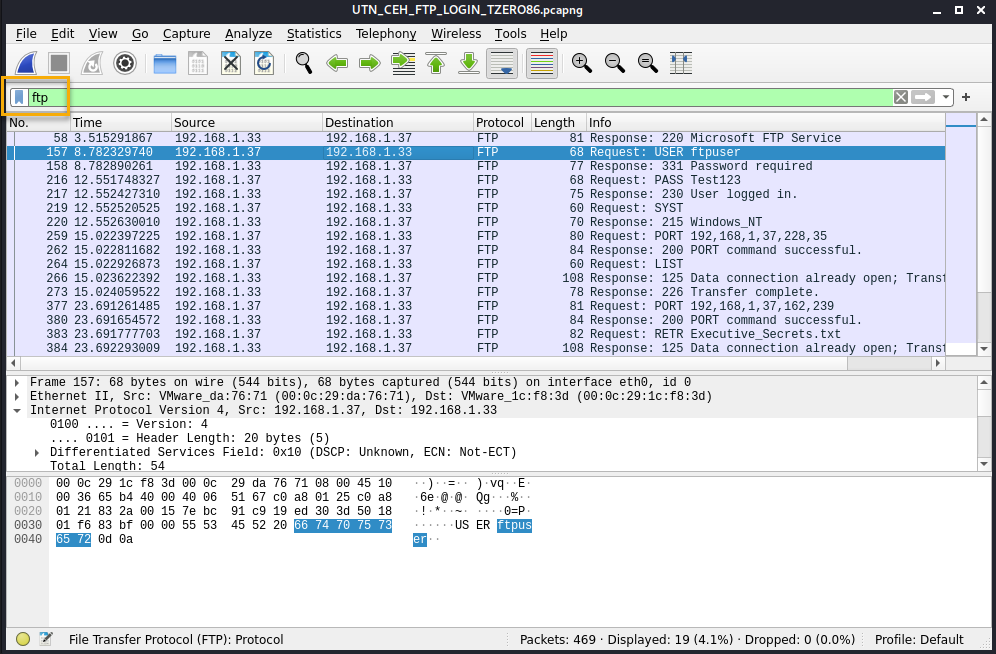 UTN_CEH_FTP_LOGIN_TZERO86.pcapng
File Edit View Go Capture Analyze Statistics Telephony Wireless Tools Help
ftp
No. Time Source Destination Protocol Length Info
58 3.515291867 192.168.1.33 192.168.1.37 FTP 81 Response: 220 Microsoft FTP Service
157 8.782329740 192.168.1.37 192.168.1.33 FTP 68 Request: USER ftpuser
158 8.782890261 192.168.1.33 192.168.1.37 FTP 77 Response: 331 Password required
216 12.551748327 192.168.1.37 192.168.1.33 FTP 68 Request: PASS Test123
217 12.552427310 192.168.1.33 192.168.1.37 FTP 75 Response: 230 User logged in.
219 12.552520525 192.168.1.37 192.168.1.33 FTP 60 Request: SYST
220 12.552630010 192.168.1.33 192.168.1.37 FTP 70 Response: 215 Windows_NT
259 15.022397225 192.168.1.37 192.168.1.33 FTP 80 Request: PORT 192,168,1,37,228,35
262 15.022811682 192.168.1.33 192.168.1.37 FTP 84 Response: 200 PORT command successful.
264 15.022926873 192.168.1.37 192.168.1.33 FTP 60 Request: LIST
266 15.023622392 192.168.1.33 192.168.1.37 FTP 108 Response: 125 Data connection already open; Transf
273 15.024059522 192.168.1.33 192.168.1.37 FTP 78 Response: 226 Transfer complete.
377 23.691261485 192.168.1.37 192.168.1.33 FTP 81 Request: PORT 192,168,1,37,162,239
380 23.691654572 192.168.1.33 192.168.1.37 FTP 84 Response: 200 PORT command successful.
383 23.691777703 192.168.1.37 192.168.1.33 FTP 82 Request: RETR Executive_Secrets.txt
384 23.692293009 192.168.1.33 192.168.1.37 FTP 108 Response: 125 Data connection already open; Transf
Frame 157: 68 bytes on wire (544 bits), 68 bytes captured (544 bits) on interface eth0, id 0
Ethernet II, Src: VMware_da:76:71 (00:0c:29:da:76:71), Dst: VMware_1c:f8:3d (00:0c:29:1c:f8:3d)
Internet Protocol Version 4, Src: 192.168.1.37, Dst: 192.168.1.33
0100 .... = Version: 4
.... 0101 = Header Length: 20 bytes (5)
Differentiated Services Field: 0x10 (DSCP: Unknown, ECN: Not-ECT)
Total Length: 54
0000 00 0c 29 1c f8 3d 00 0c 29 da 76 71 08 00 45 10 ··)··=·· )·vq··E·
0010 00 36 65 b4 40 00 40 06 51 67 c0 a8 01 25 c0 a8 ·6e·@·@· Qg···%··
0020 01 21 83 2a 00 15 7e bc 91 c9 19 ed 30 3d 50 18 ·!·*··~· ····0=P·
0030 01 f6 83 bf 00 00 55 53 45 52 20 66 74 70 75 73 ······US ER ftpus
0040 65 72 0d 0a er··
File Transfer Protocol (FTP): Protocol Packets: 469 · Displayed: 19 (4.1%) · Dropped: 0 (0.0%) Profile: Default